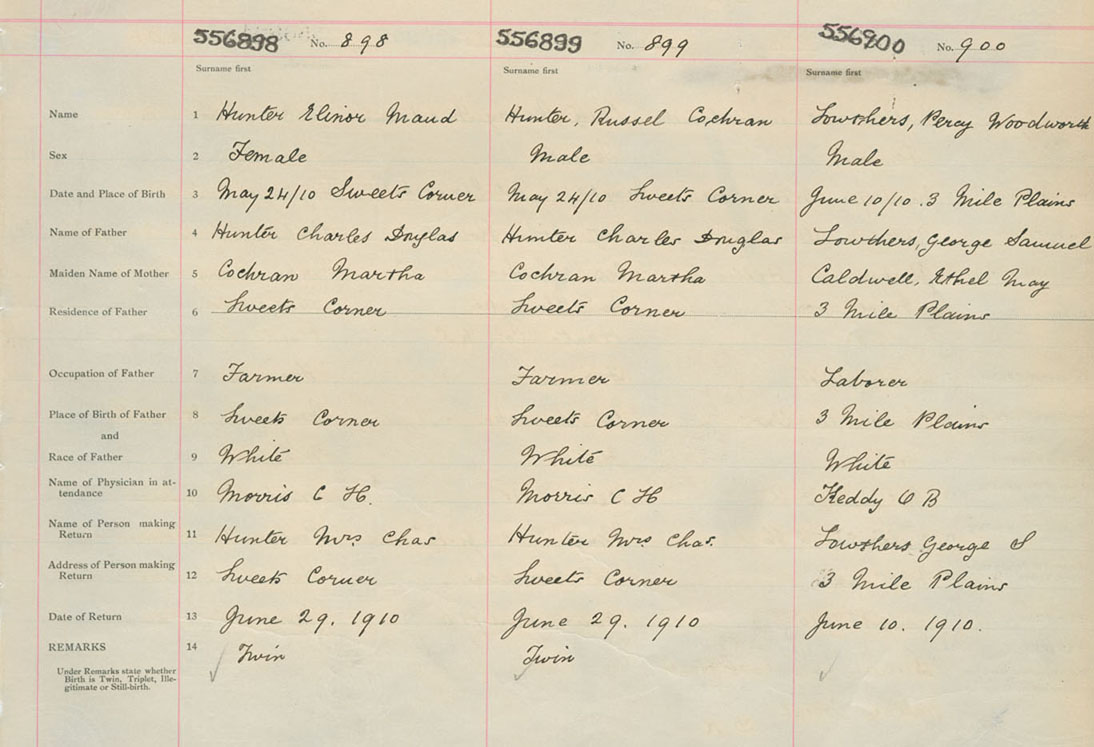 556898 No. 898 556899 No. 899 556900 No. 900
Surname first Surname first Surname first
Name 1 Hunter Elinor Maud Hunter, Russel Cochran Lowthers, Percy Woodworth
Sex 2 Female Male Male
Date and Place of Birth 3 May 24/10 Sweets Corner May 24/10 Sweets Corner June 10/10. 3 Mile Plains
Name of Father 4 Hunter Charles Douglas Hunter Charles Douglas Lowthers, George Samuel
Maiden Name of Mother 5 Cochran Martha Cochran Martha Caldwell, Ethel May
Residence of Father 6 Sweets Corner Sweets Corner 3 Mile Plains
Occupation of Father 7 Farmer Farmer Laborer
Place of Birth of Father 8 Sweets Corner Sweets Corner 3 Mile Plains
and
Race of Father 9 White White White
Name of Physician in at-
tendance 10 Morris C H. Morris C H Keddy O B
Name of Person making
Return 11 Hunter Mrs Chas Hunter Mrs Chas. Lowthers George S
Address of Person making
Return 12 Sweets Corner Sweets Corner 3 Mile Plains
Date of Return 13 June 29. 1910 June 29. 1910 June 10. 1910.
REMARKS 14 Twin Twin
Under Remarks state whether
Birth is Twin, Triplet, Ille-
gitimate or Still-birth.